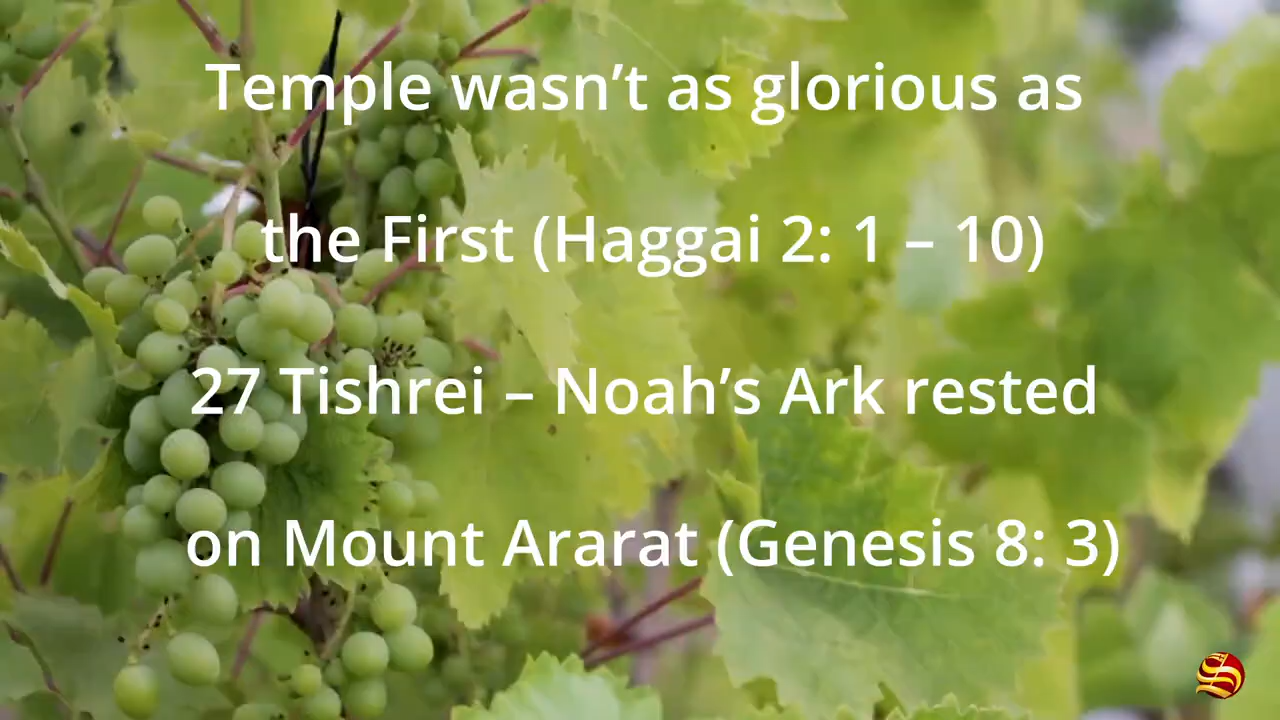 Temple wasn’t as glorious as
the First (Haggai 2: 1 – 10)
27 Tishrei – Noah’s Ark rested
on Mount Ararat (Genesis 8: 3)